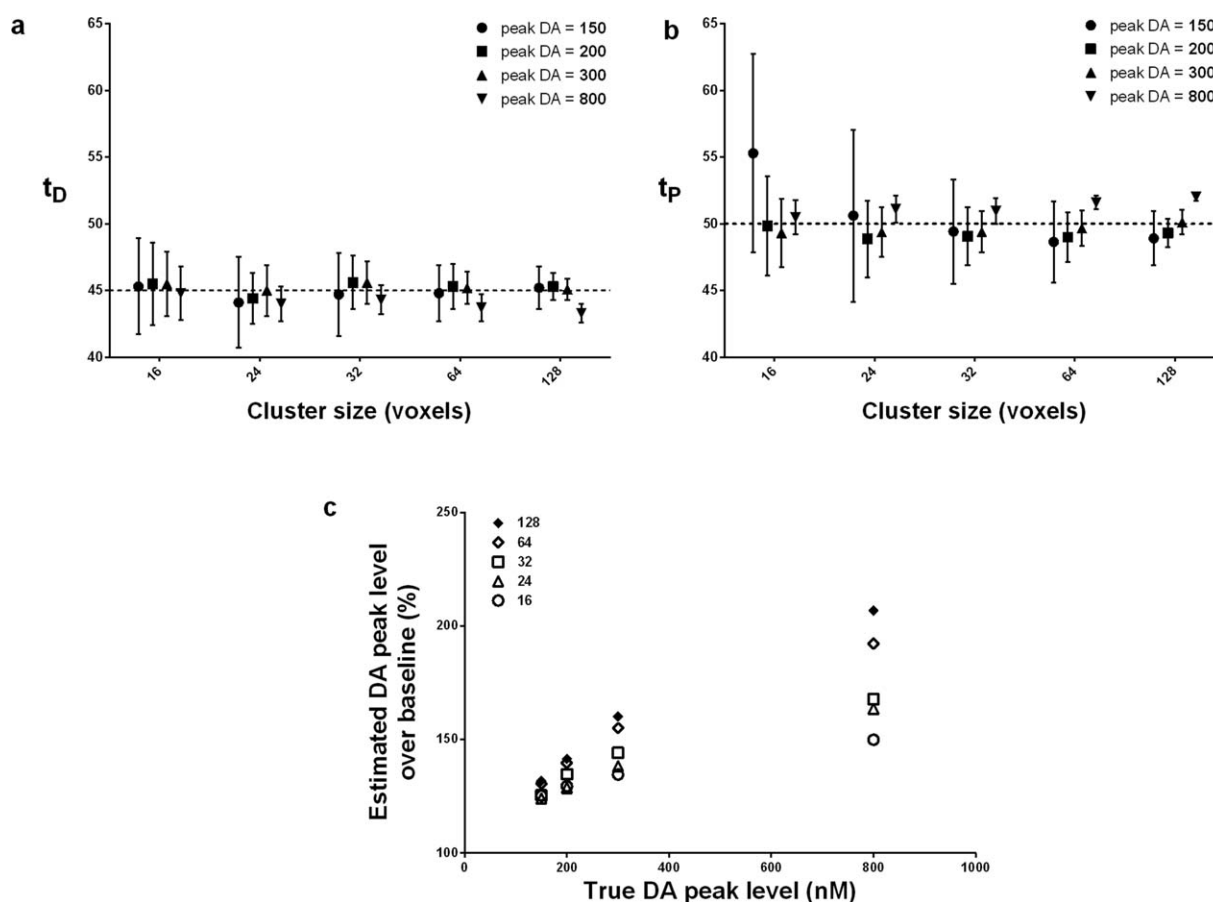 a
65
60
55
50
45
40
t_D
peak DA = 150
peak DA = 200
peak DA = 300
peak DA = 800
16
24
32
64
128
Cluster size (voxels)
b
65
60
55
50
45
40
t_P
peak DA = 150
peak DA = 200
peak DA = 300
peak DA = 800
16
24
32
64
128
Cluster size (voxels)
c
Estimated DA peak level
over baseline (%)
250
200
150
100
128
64
32
24
16
0
200
400
600
800
1000
True DA peak level (nM)